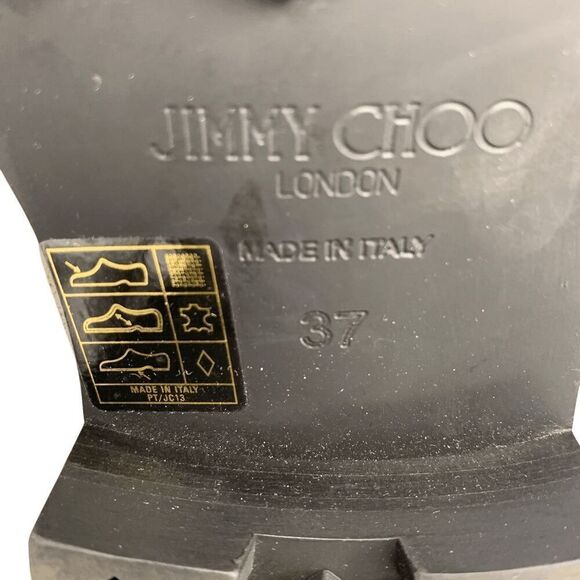 JIMMY CHOO
LONDON
MADE IN ITALY
37
MADE IN ITALY
PT/JC13